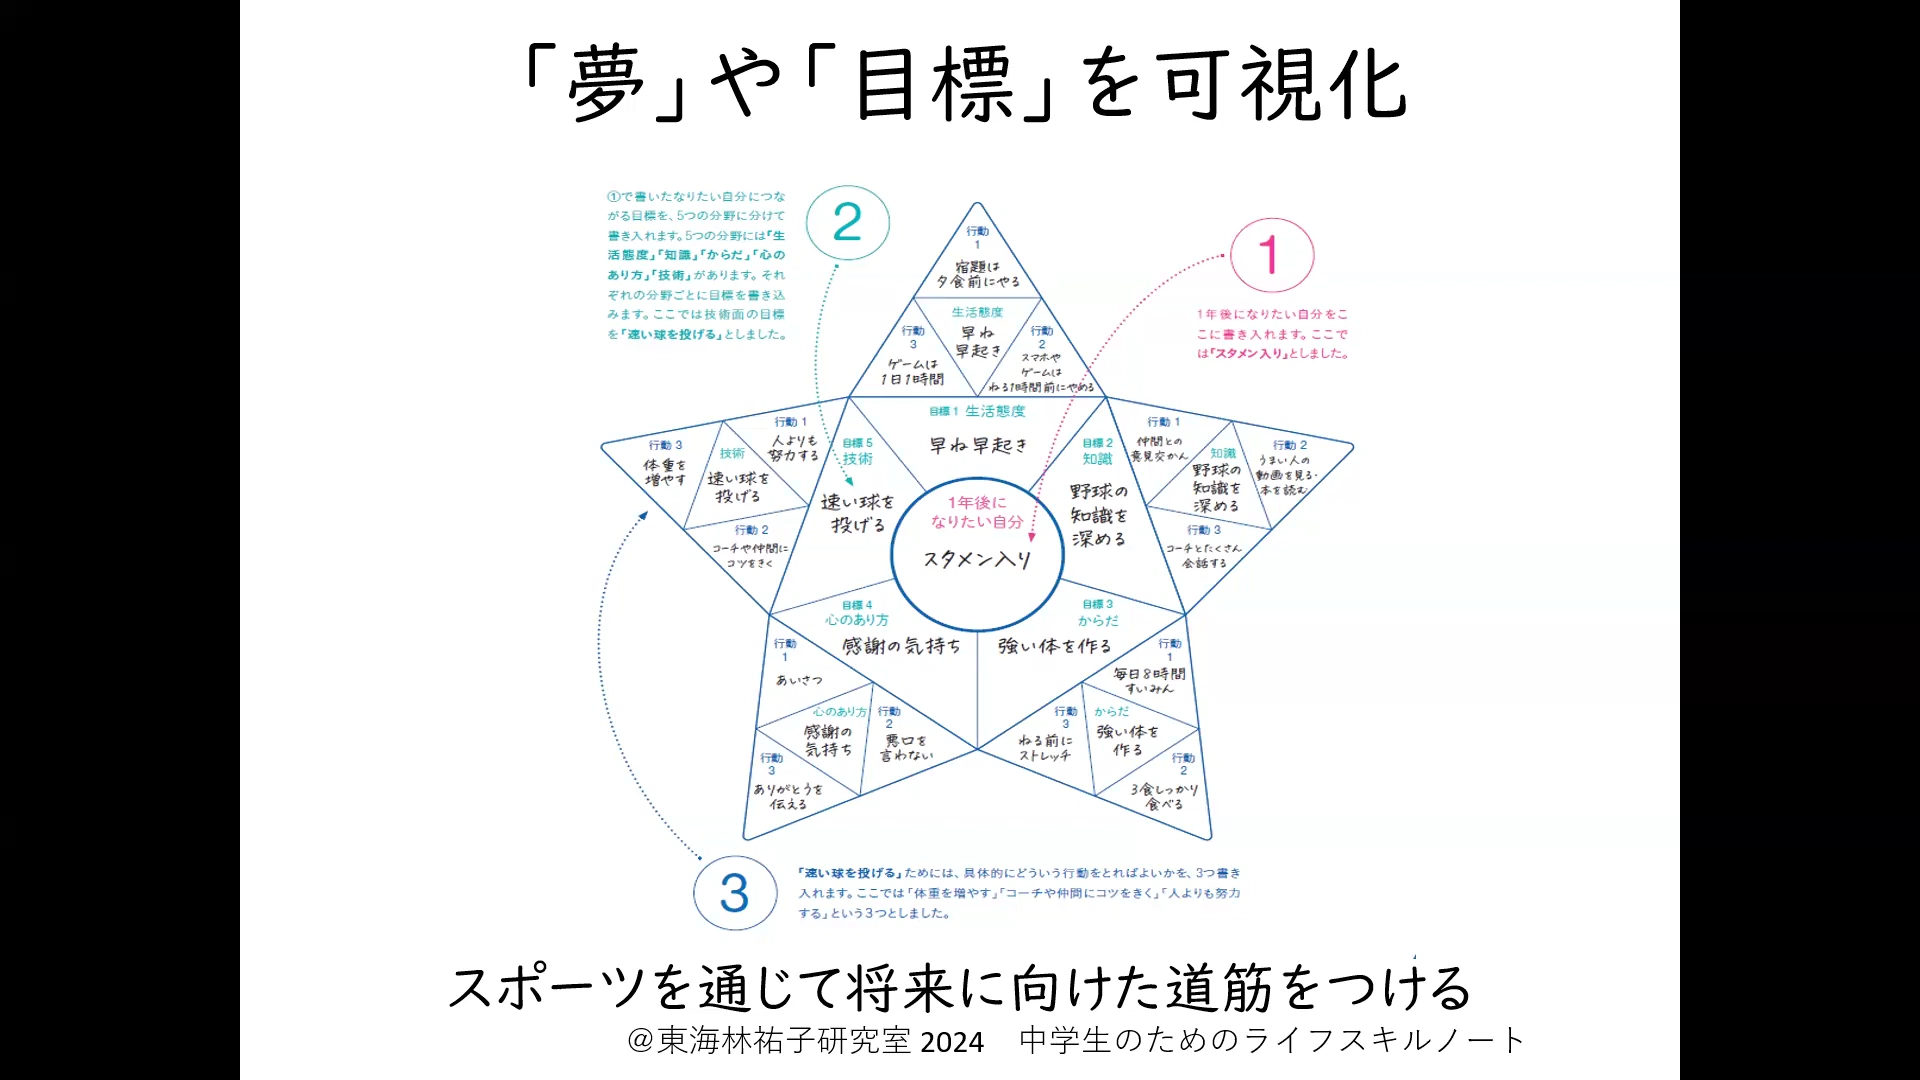 「夢」や「目標」を可視化
①で書いたなりたい自分につな
がる目標を、5つの分野に分けて
書き入れます。5つの分野には「生
活態度」「知識」「からだ」「心の
あり方」「技術」があります。それ
ぞれの分野ごとに目標を書き込
みます。ここでは技術面の目標
を「速い球を投げる」としました。
2
1
1年後になりたい自分をこ
こに書き入れます。ここで
は「スタメン入り」としました。
行動
1
宿題は
夕食前にやる
生活態度
早ね
早起き
行動
3
ゲームは
1日1時間
行動
2
スマホや
ゲームは
ねる1時間前にやめる
目標1 生活態度
早ね早起き
目標5
技術
速い球を
投げる
目標2
知識
野球の
知識を
深める
1年後に
なりたい自分
スタメン入り
目標4
心のあり方
感謝の気持ち
目標3
からだ
強い体を作る
行動3
体重を
増やす
技術
速い球を
投げる
行動1
人よりも
努力する
行動2
コーチや仲間に
コツをきく
行動1
仲間との
意見交かん
知識
野球の
知識を
深める
行動2
うまい人の
動画を見る・
本を読む
行動3
コーチとたくさん
会話する
行動
1
あいさつ
心のあり方
感謝の
気持ち
行動
2
悪口を
言わない
行動
3
ありがとうを
伝える
行動
1
毎日8時間
すいみん
からだ
強い体を
作る
行動
3
ねる前に
ストレッチ
行動
2
3食しっかり
食べる
3
「速い球を投げる」ためには、具体的にどういう行動をとればよいかを、3つ書き
入れます。ここでは「体重を増やす」「コーチや仲間にコツをきく」「人よりも努力
する」という3つとしました。
スポーツを通じて将来に向けた道筋をつける
＠東海林祐子研究室 2024　中学生のためのライフスキルノート